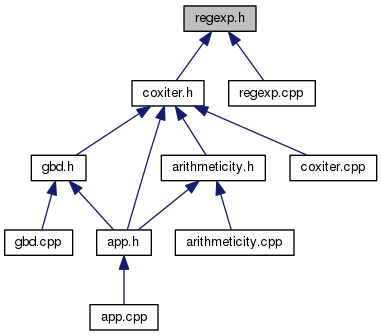 regexp.h
coxiter.h
regexp.cpp
gbd.h
arithmeticity.h
coxiter.cpp
gbd.cpp
app.h
arithmeticity.cpp
app.cpp